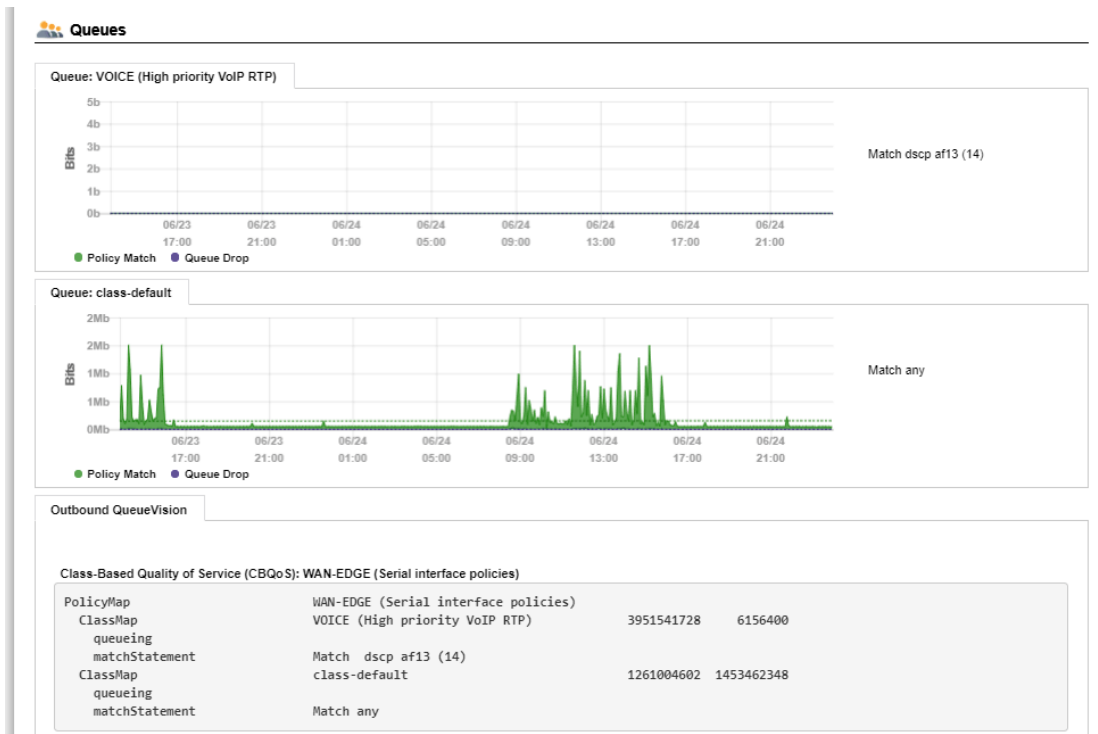 Queues
Queue: VOICE (High priority VoIP RTP)
5b
4b
3b
2b
1b
0b
Bits
06/23 06/23 06/24 06/24 06/24 06/24 06/24 06/24
17:00 21:00 01:00 05:00 09:00 13:00 17:00 21:00
Policy Match Queue Drop
Match dscp af13 (14)
Queue: class-default
2Mb
2Mb
1Mb
1Mb
0Mb
Bits
06/23 06/23 06/24 06/24 06/24 06/24 06/24 06/24
17:00 21:00 01:00 05:00 09:00 13:00 17:00 21:00
Policy Match Queue Drop
Match any
Outbound QueueVision
Class-Based Quality of Service (CBQoS): WAN-EDGE (Serial interface policies)
PolicyMap WAN-EDGE (Serial interface policies)
ClassMap VOICE (High priority VoIP RTP) 3951541728 6156400
queueing
matchStatement Match dscp af13 (14)
ClassMap class-default 1261004602 1453462348
queueing
matchStatement Match any